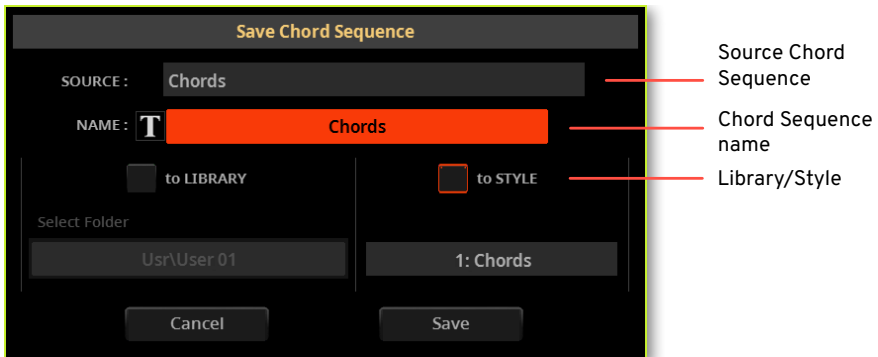 Save Chord Sequence
SOURCE :
Chords
NAME :
T
Chords
to LIBRARY
to STYLE
Select Folder
Usr\User 01
1: Chords
Cancel
Save
Source Chord
Sequence
Chord Sequence
name
Library/Style